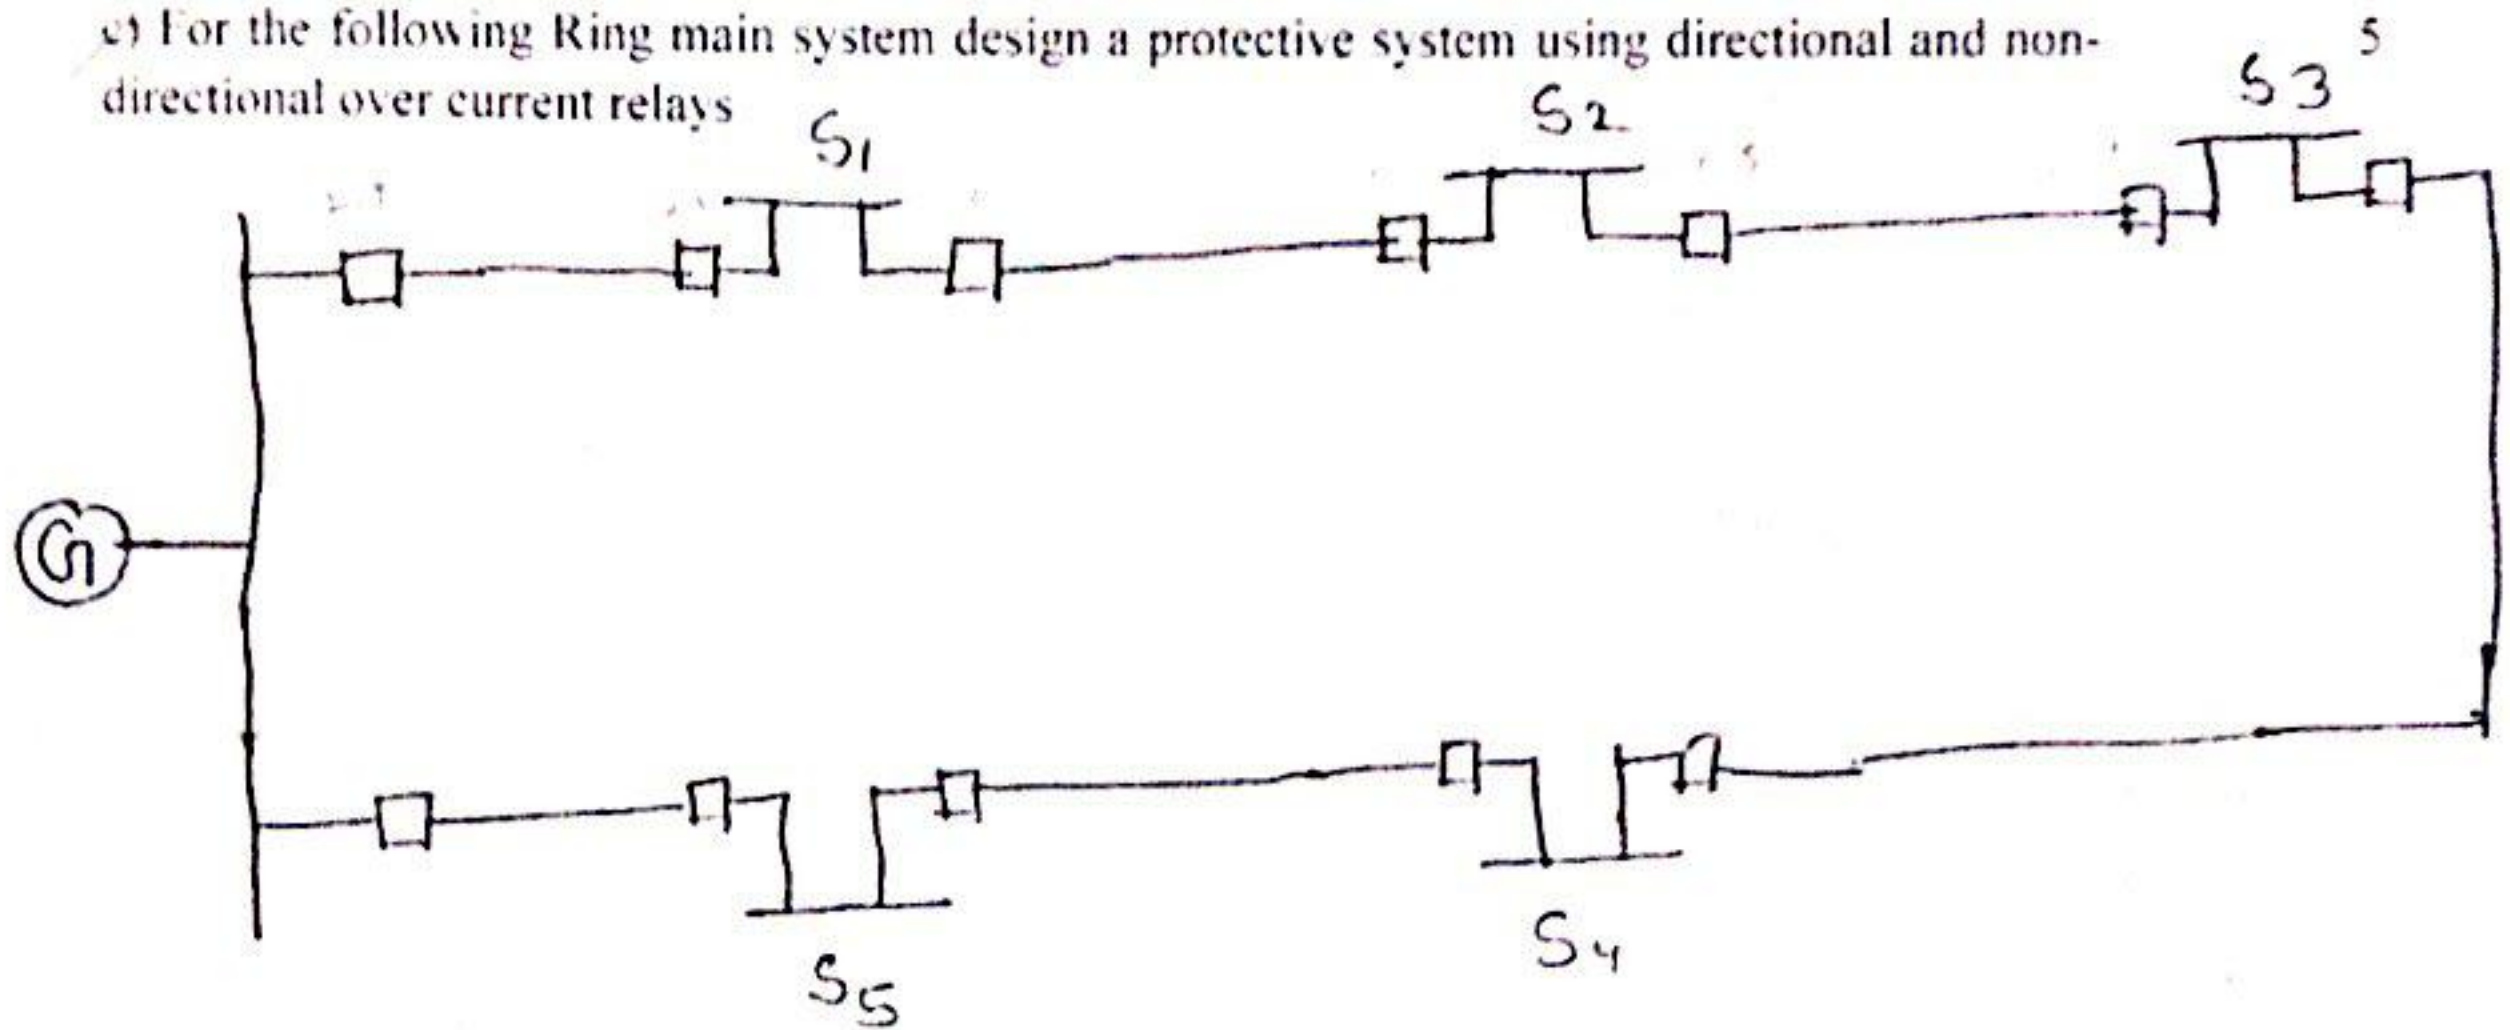 c) For the following Ring main system design a protective system using directional and non- 5
directional over current relays
S1
S2
S3
G
S5
S4